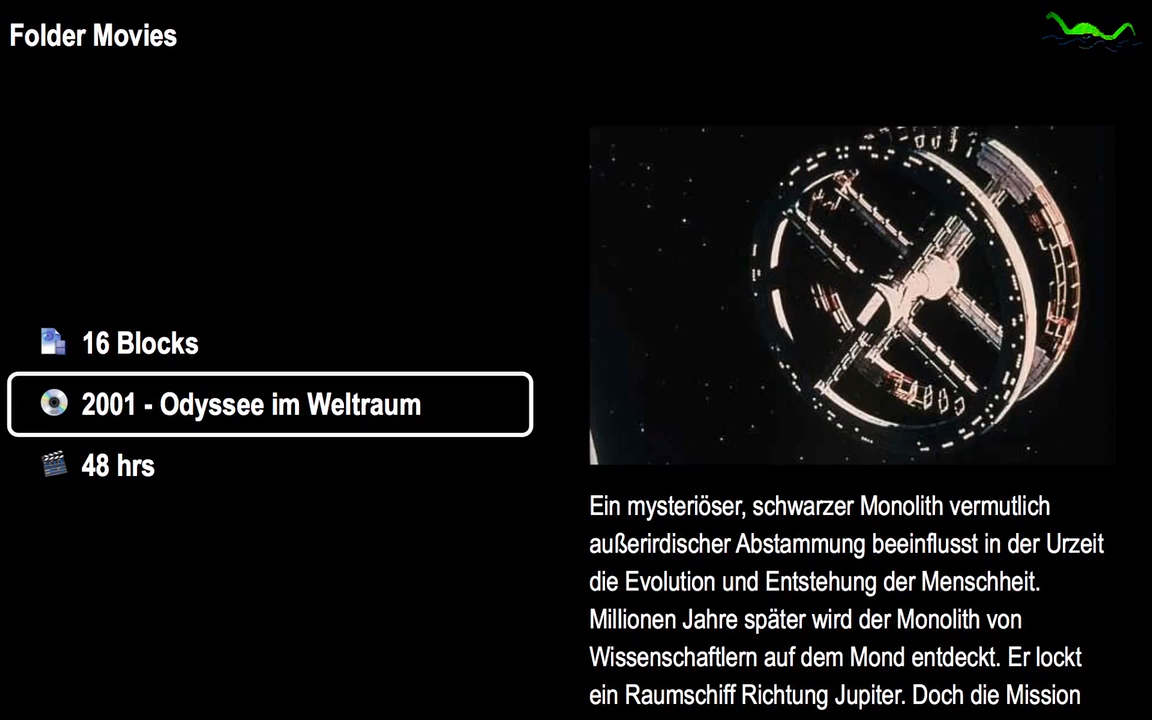 Folder Movies
16 Blocks
2001 - Odyssee im Weltraum
48 hrs
Ein mysteriöser, schwarzer Monolith vermutlich
außerirdischer Abstammung beeinflusst in der Urzeit
die Evolution und Entstehung der Menschheit.
Millionen Jahre später wird der Monolith von
Wissenschaftlern auf dem Mond entdeckt. Er lockt
ein Raumschiff Richtung Jupiter. Doch die Mission